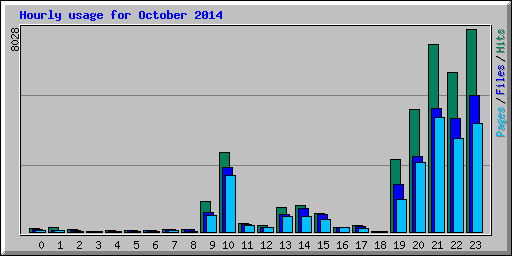 Hourly usage for October 2014
8028
Pages / Files / Hits
0 1 2 3 4 5 6 7 8 9 10 11 12 13 14 15 16 17 18 19 20 21 22 23